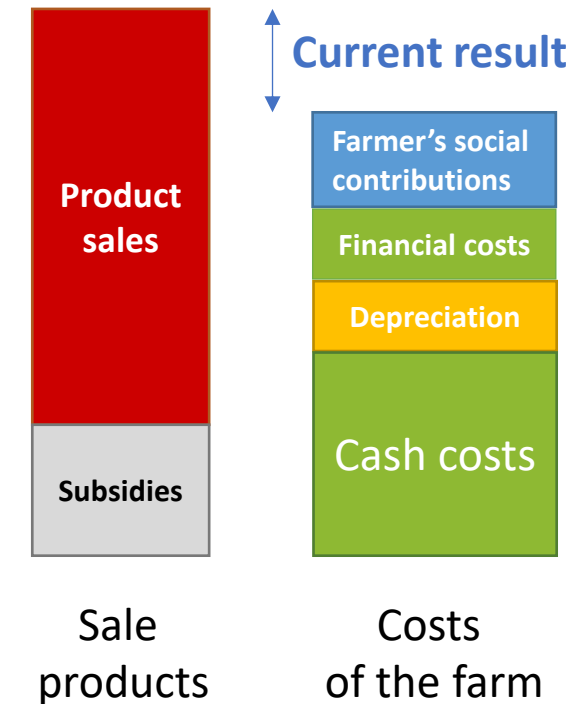 Current result
Product
sales
Subsidies
Farmer's social
contributions
Financial costs
Depreciation
Cash costs
Sale
products
Costs
of the farm